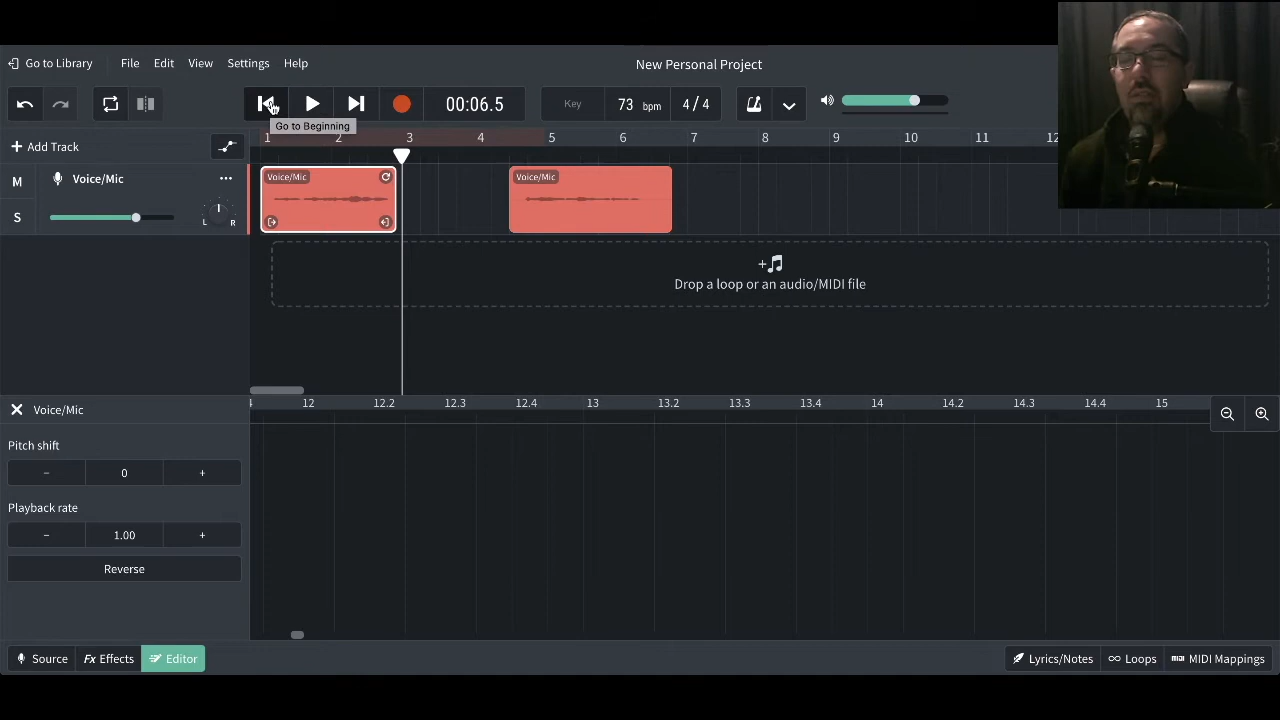 Go to Library File Edit View Settings Help New Personal Project
00:06.5 Key 73 bpm 4 / 4
Go to Beginning
1 2 3 4 5 6 7 8 9 10 11 12
+ Add Track
Voice/Mic
M
S
L R
Voice/Mic
Voice/Mic
Drop a loop or an audio/MIDI file
Voice/Mic
12 12.2 12.3 12.4 13 13.2 13.3 13.4 14 14.2 14.3 14.4 15
Pitch shift
− 0 +
Playback rate
− 1.00 +
Reverse
Source Fx Effects Editor Lyrics/Notes Loops MIDI Mappings